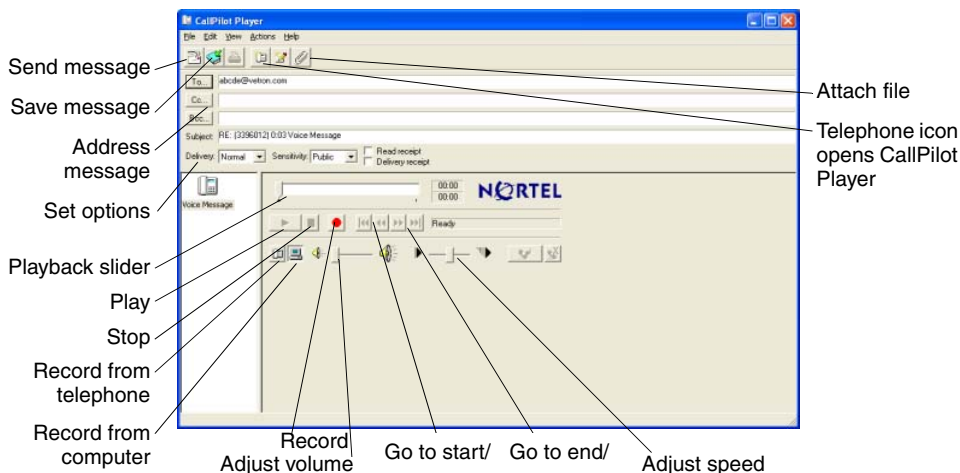 CallPilot Player
File Edit View Actions Help
To... abcde@vetron.com
Cc...
Bcc...
Subject: RE: (3396012) 0:03 Voice Message
Delivery: Normal Sensitivity: Public Read receipt
Delivery receipt
Voice Message
00:00
00:00
NORTEL
Ready
Send message
Save message
Address
message
Set options
Playback slider
Play
Stop
Record from
telephone
Record from
computer
Record
Adjust volume
Go to start/
Go to end/
Adjust speed
Attach file
Telephone icon
opens CallPilot
Player